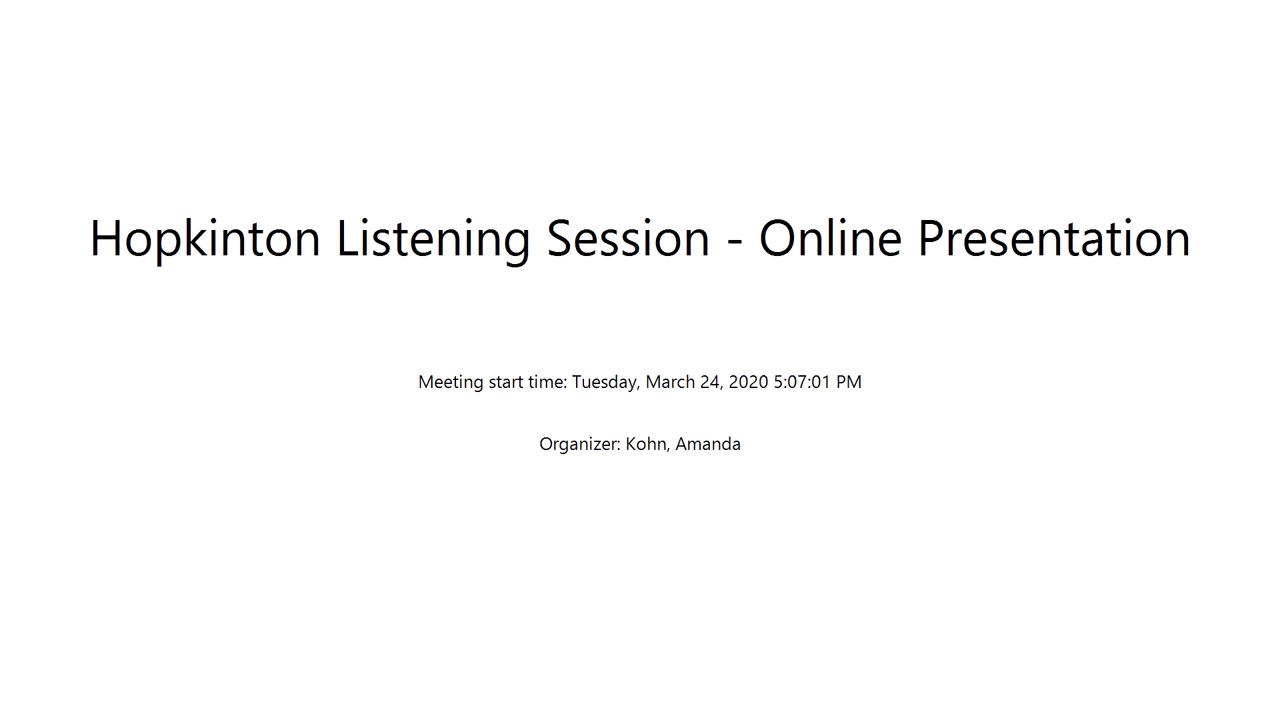 Hopkinton Listening Session - Online Presentation
Meeting start time: Tuesday, March 24, 2020 5:07:01 PM
Organizer: Kohn, Amanda